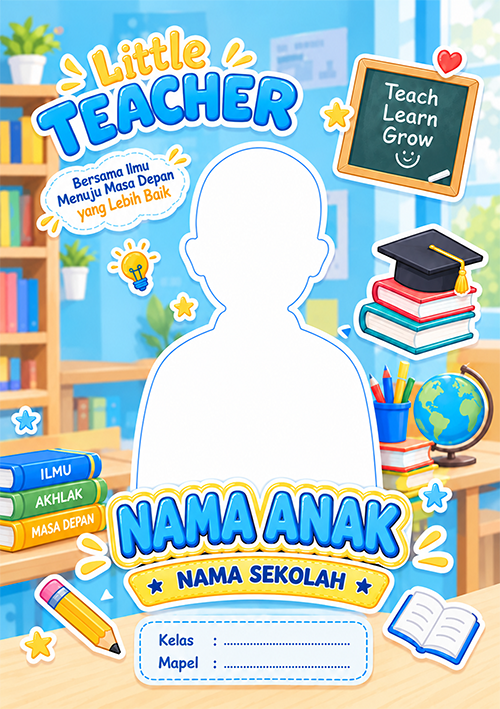 Little
TEACHER
Bersama Ilmu
Menuju Masa Depan
yang Lebih Baik
Teach
Learn
Grow
ILMU
AKHLAK
MASA DEPAN
NAMA ANAK
★ NAMA SEKOLAH ★
Kelas : ................................................
Mapel : ................................................